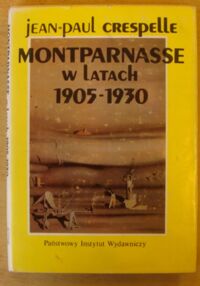 jean-paul CRESPELLE
MONTPARNASSE
w latach
1905-1930
Państwowy Instytut Wydawniczy